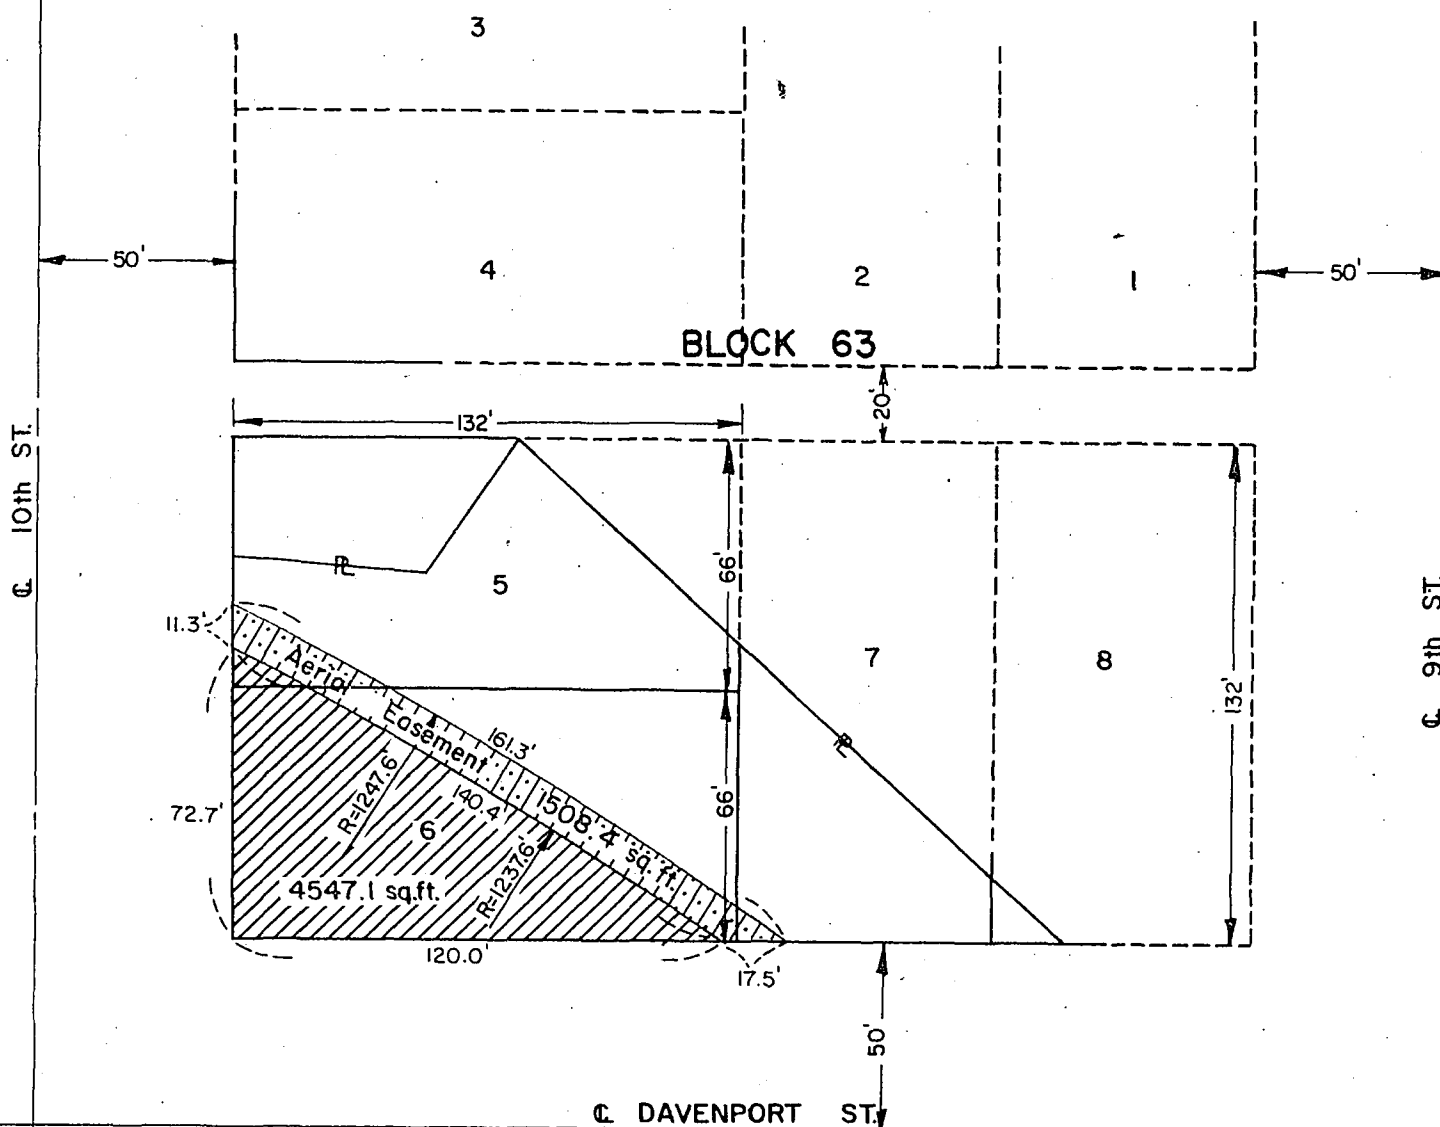 3
50'
4
2
1
50'
BLOCK 63
20'
132'
℄ 10th ST.
66'
℄ 9th ST.
PL
5
11.3'
7
8
132'
Aerial
Easement
161.3'
PL
72.7'
R=1247.6'
140.4'
1508.4 sq. ft.
66'
6
R=1237.6'
4547.1 sq.ft.
120.0'
17.5'
50'
℄ DAVENPORT ST.